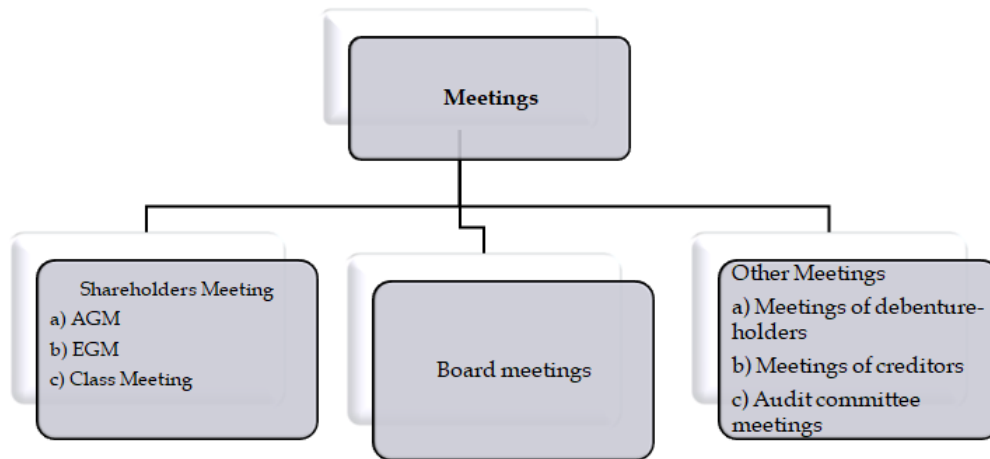 Meetings
Shareholders Meeting
a) AGM
b) EGM
c) Class Meeting
Board meetings
Other Meetings
a) Meetings of debenture-
holders
b) Meetings of creditors
c) Audit committee
meetings